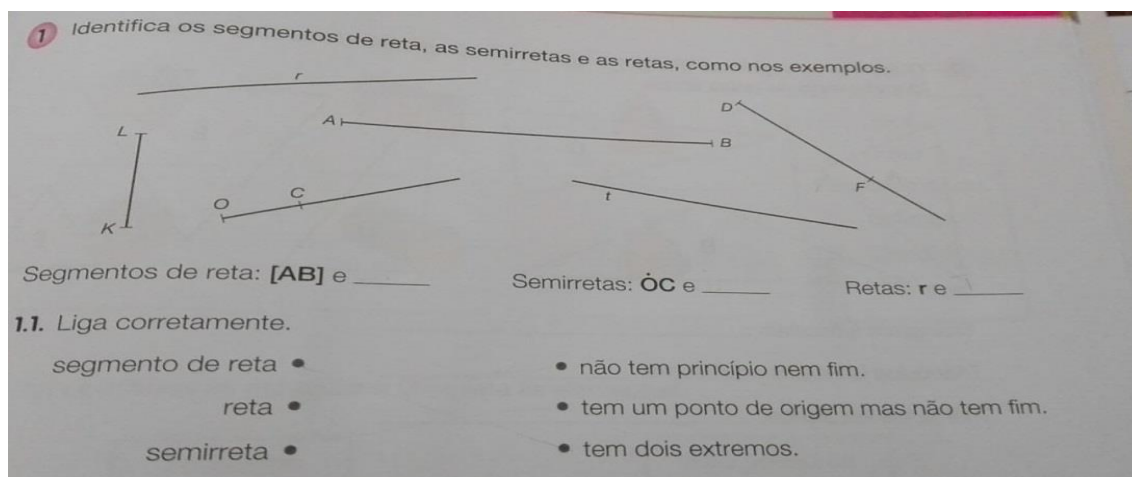 1 Identifica os segmentos de reta, as semirretas e as retas, como nos exemplos.
r
A
B
D
F
L
K
O
C
t
Segmentos de reta: [AB] e ______
Semirretas: ȮC e ______
Retas: r e ______
1.1. Liga corretamente.
segmento de reta •
• não tem princípio nem fim.
reta •
• tem um ponto de origem mas não tem fim.
semirreta •
• tem dois extremos.